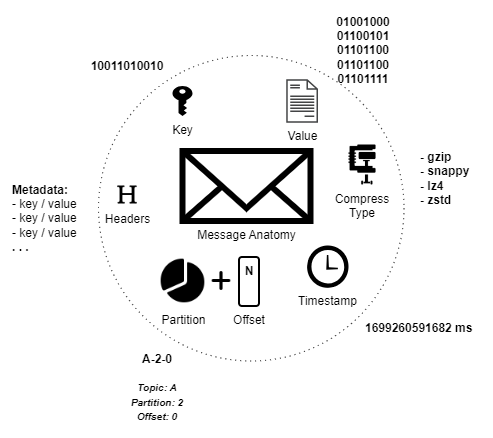 01001000
01100101
01101100
01101100
01101111
10011010010
Key
Value
- gzip
- snappy
- lz4
- zstd
Compress
Type
Metadata:
- key / value
- key / value
- key / value
. . .
H
Headers
Message Anatomy
N
Partition
Offset
Timestamp
1699260591682 ms
A-2-0
Topic: A
Partition: 2
Offset: 0